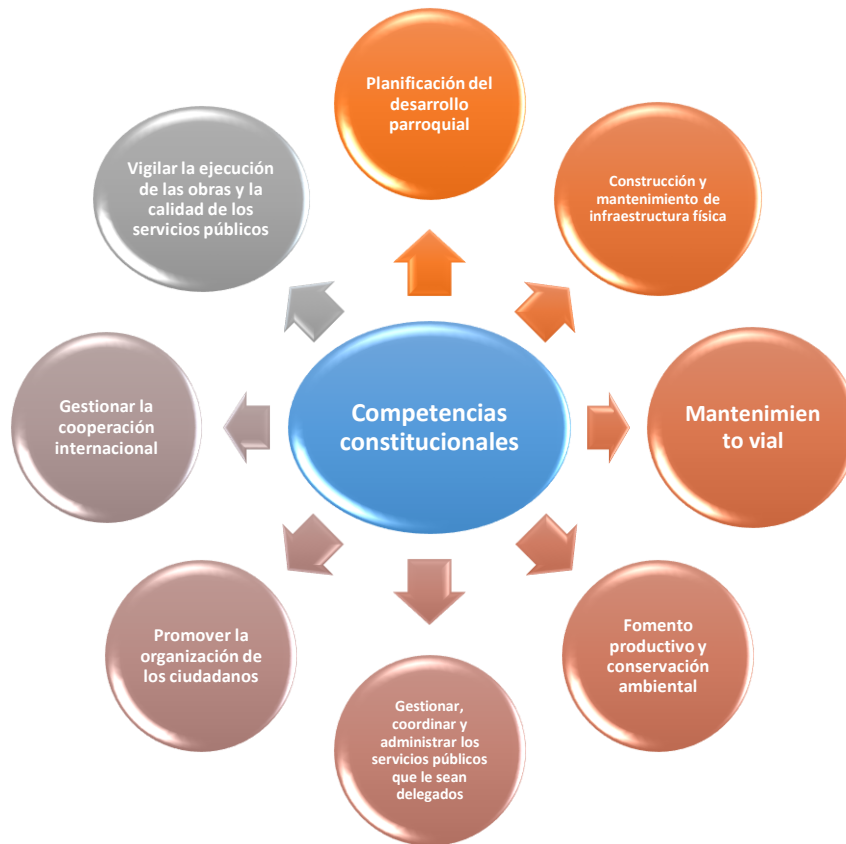 Planificación del
desarrollo
parroquial
Construcción y
mantenimiento de
infraestructura física
Mantenimien
to vial
Fomento
productivo y
conservación
ambiental
Gestionar,
coordinar y
administrar los
servicios públicos
que le sean
delegados
Promover la
organización de
los ciudadanos
Gestionar la
cooperación
internacional
Vigilar la ejecución
de las obras y la
calidad de los
servicios públicos
Competencias
constitucionales